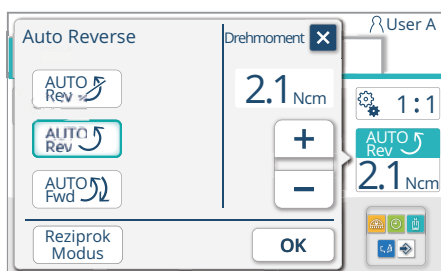 Auto Reverse
Drehmoment
User A
AUTO
Rev
2.1 Ncm
1:1
AUTO
Rev
+
AUTO
Rev
2.1 Ncm
AUTO
Fwd
−
Reziprok
Modus
OK